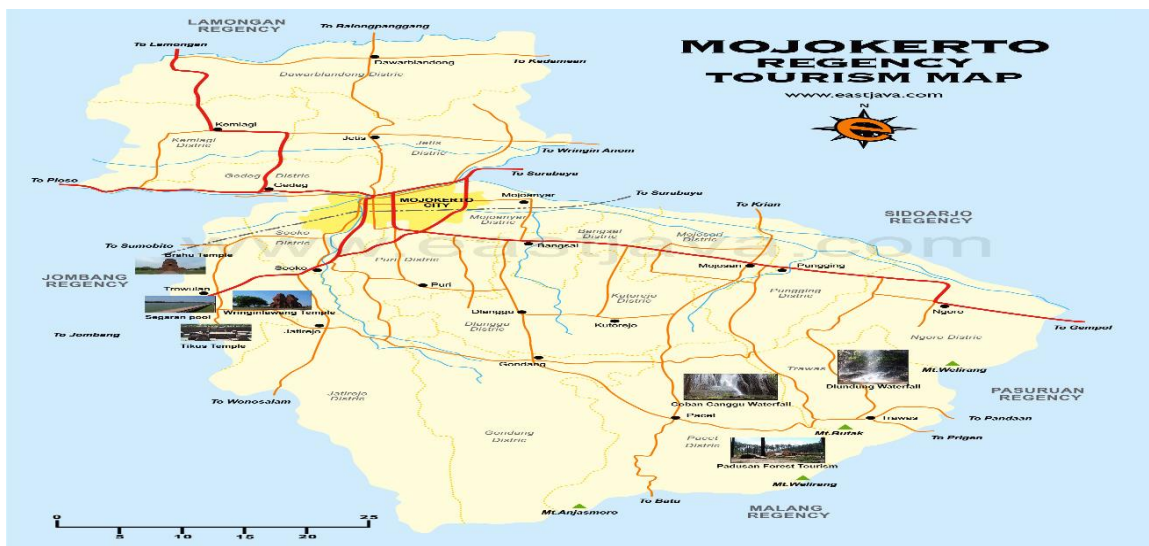 LAMONGAN
REGENCY
To Balongpanggang
To Lamongan
MOJOKERTO
REGENCY
TOURISM MAP
www.eastjava.com
N
Dawarblandong
To Kedamean
Dawarblandong District
Kemlagi
Jetis
Kemlagi
District
Jetis
District
To Wringin Anom
Gedeg District
To Surabaya
To Ploso
Gedeg
MOJOKERTO
CITY
Mojoanyar
To Surabaya
To Krian
Mojoanyar
District
SIDOARJO
REGENCY
Sooko
District
Bangsal
District
Mojosari
District
To Sumobito
Bangsal
www.eastjava.com
Brahu Temple
Puri District
JOMBANG
REGENCY
Sooko
Mojosari
Pungging
Trowulan
Puri
Pungging
District
Segaran pool
Wringinlawang Temple
Kutorejo
District
Ngoro
Dlanggu
Kutorejo
To Gempol
To Jombang
Tikus Temple
Jatirejo
Dlanggu
District
Ngoro District
Gondang
Trawas
Mt.Welirang
Dlundung Waterfall
PASURUAN
REGENCY
Jatirejo
District
To Wonosalam
Coban Canggu Waterfall
Pacet
Trawas
To Pandaan
Gondang
District
Mt.Butak
To Prigen
Pacet
District
Padusan Forest Tourism
Mt.Welirang
To Batu
Mt.Anjasmoro
MALANG
REGENCY
0
25
5
10
15
20